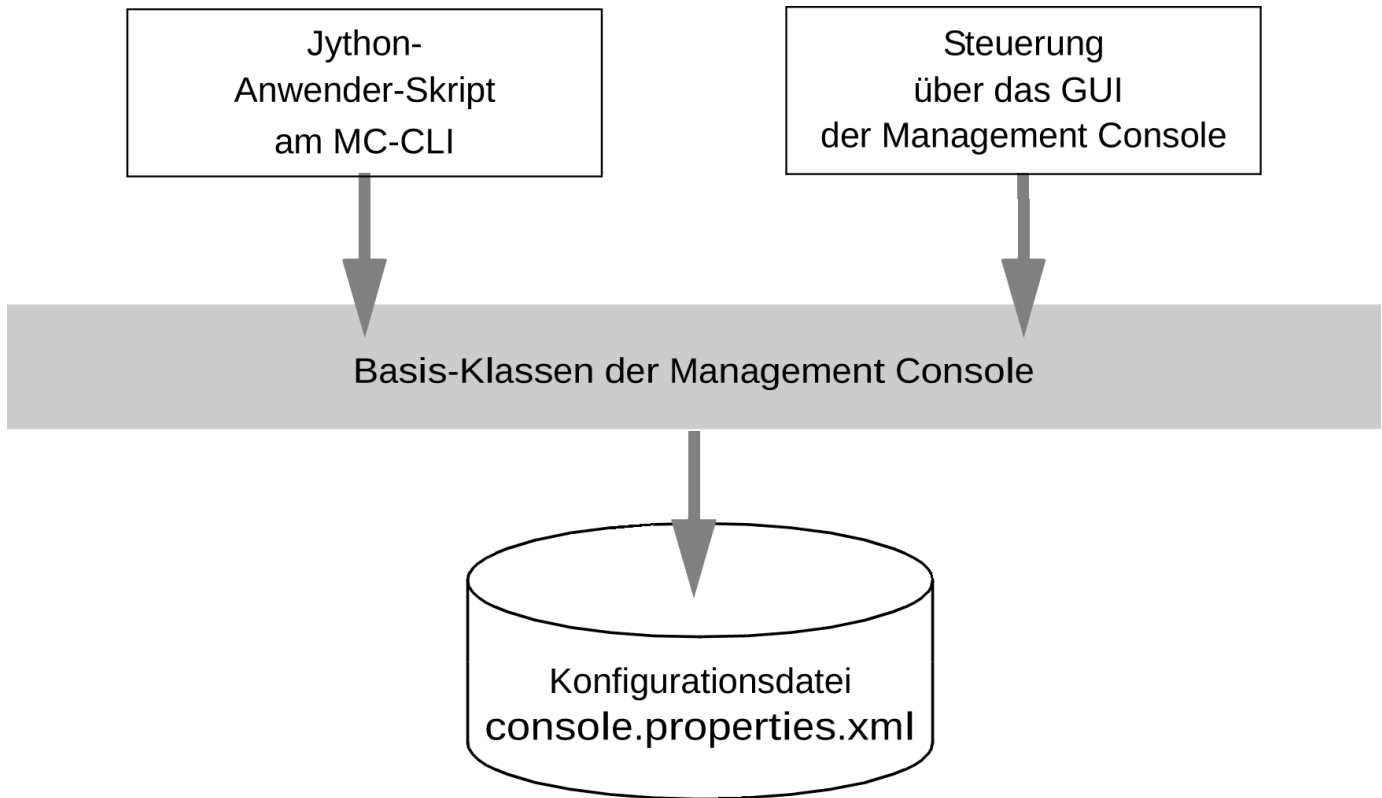 Jython-
Anwender-Skript
am MC-CLI
Steuerung
über das GUI
der Management Console
Basis-Klassen der Management Console
Konfigurationsdatei
console.properties.xml